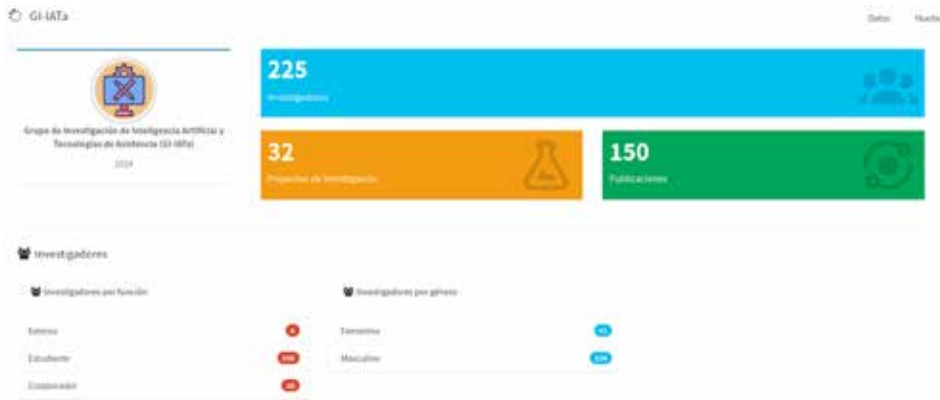 GI-IATa
Datos
225
Investigadores
Grupo de Investigación de Inteligencia Artificial y
Tecnologías de Asistencia (GI-IATa)
32
Proyectos de Investigación
150
Publicaciones
Investigadores
Investigadores por función
Investigadores por género
Externo
Femenino
Estudiante
Masculino
Colaborador